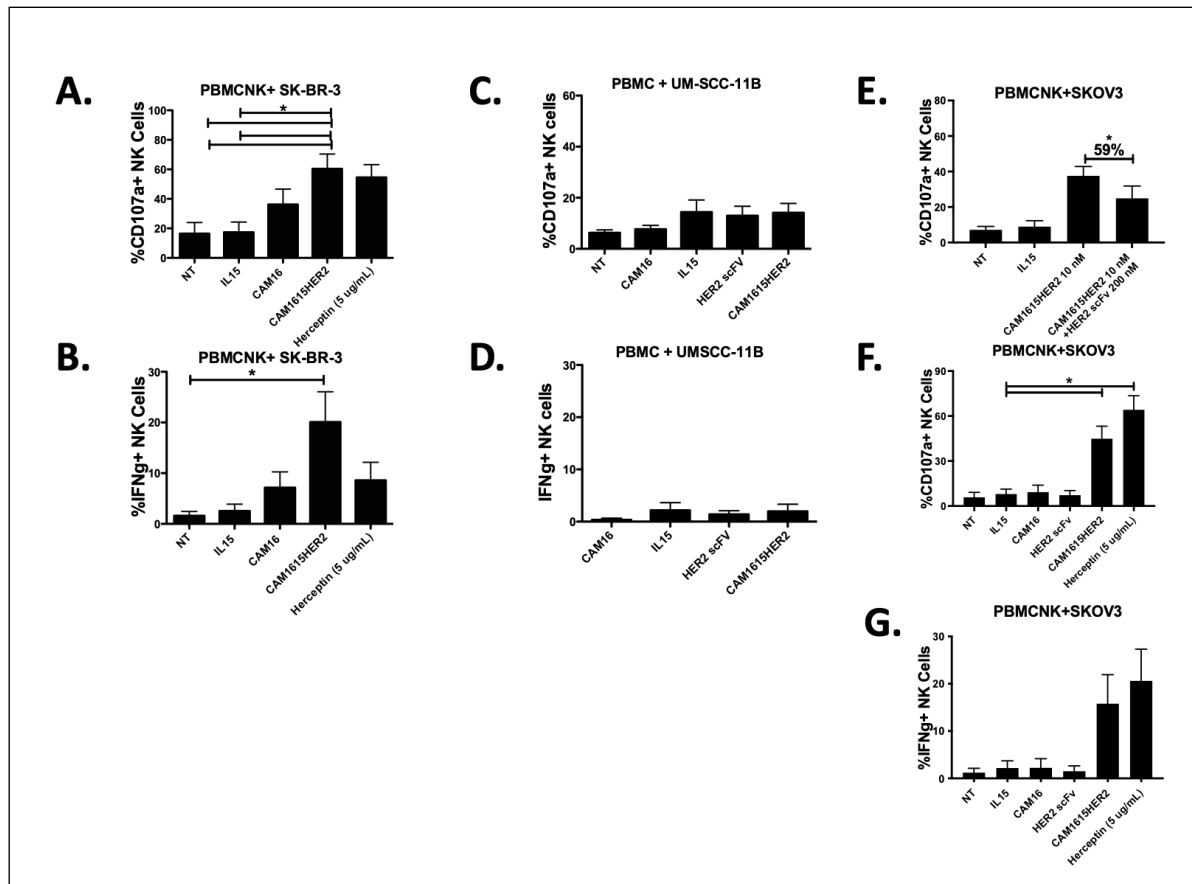 A.
PBMCNK+ SK-BR-3
%CD107a+ NK Cells
100
80
60
40
20
0
*
NT
IL15
CAM16
CAM1615HER2
Herceptin (5 ug/mL)
B.
PBMCNK+ SK-BR-3
%IFNg+ NK Cells
30
20
10
0
*
NT
IL15
CAM16
CAM1615HER2
Herceptin (5 ug/mL)
C.
PBMC + UM-SCC-11B
%CD107a+ NK Cells
60
40
20
0
NT
CAM16
IL15
HER2 scFV
CAM1615HER2
D.
PBMC + UMSCC-11B
IFNg+ NK cells
30
20
10
0
CAM16
IL15
HER2 scFV
CAM1615HER2
E.
PBMCNK+SKOV3
%CD107a+ NK Cells
60
40
20
0
*
59%
NT
IL15
CAM1615HER2 10 nM
CAM1615HER2 10 nM
+HER2 scFv 200 nM
F.
PBMCNK+SKOV3
%CD107a+ NK Cells
90
60
30
0
*
NT
IL15
CAM16
HER2 scFv
CAM1615HER2
Herceptin (5 ug/mL)
G.
PBMCNK+SKOV3
%IFNg+ NK Cells
30
20
10
0
NT
IL15
CAM16
HER2 scFv
CAM1615HER2
Herceptin (5 ug/mL)